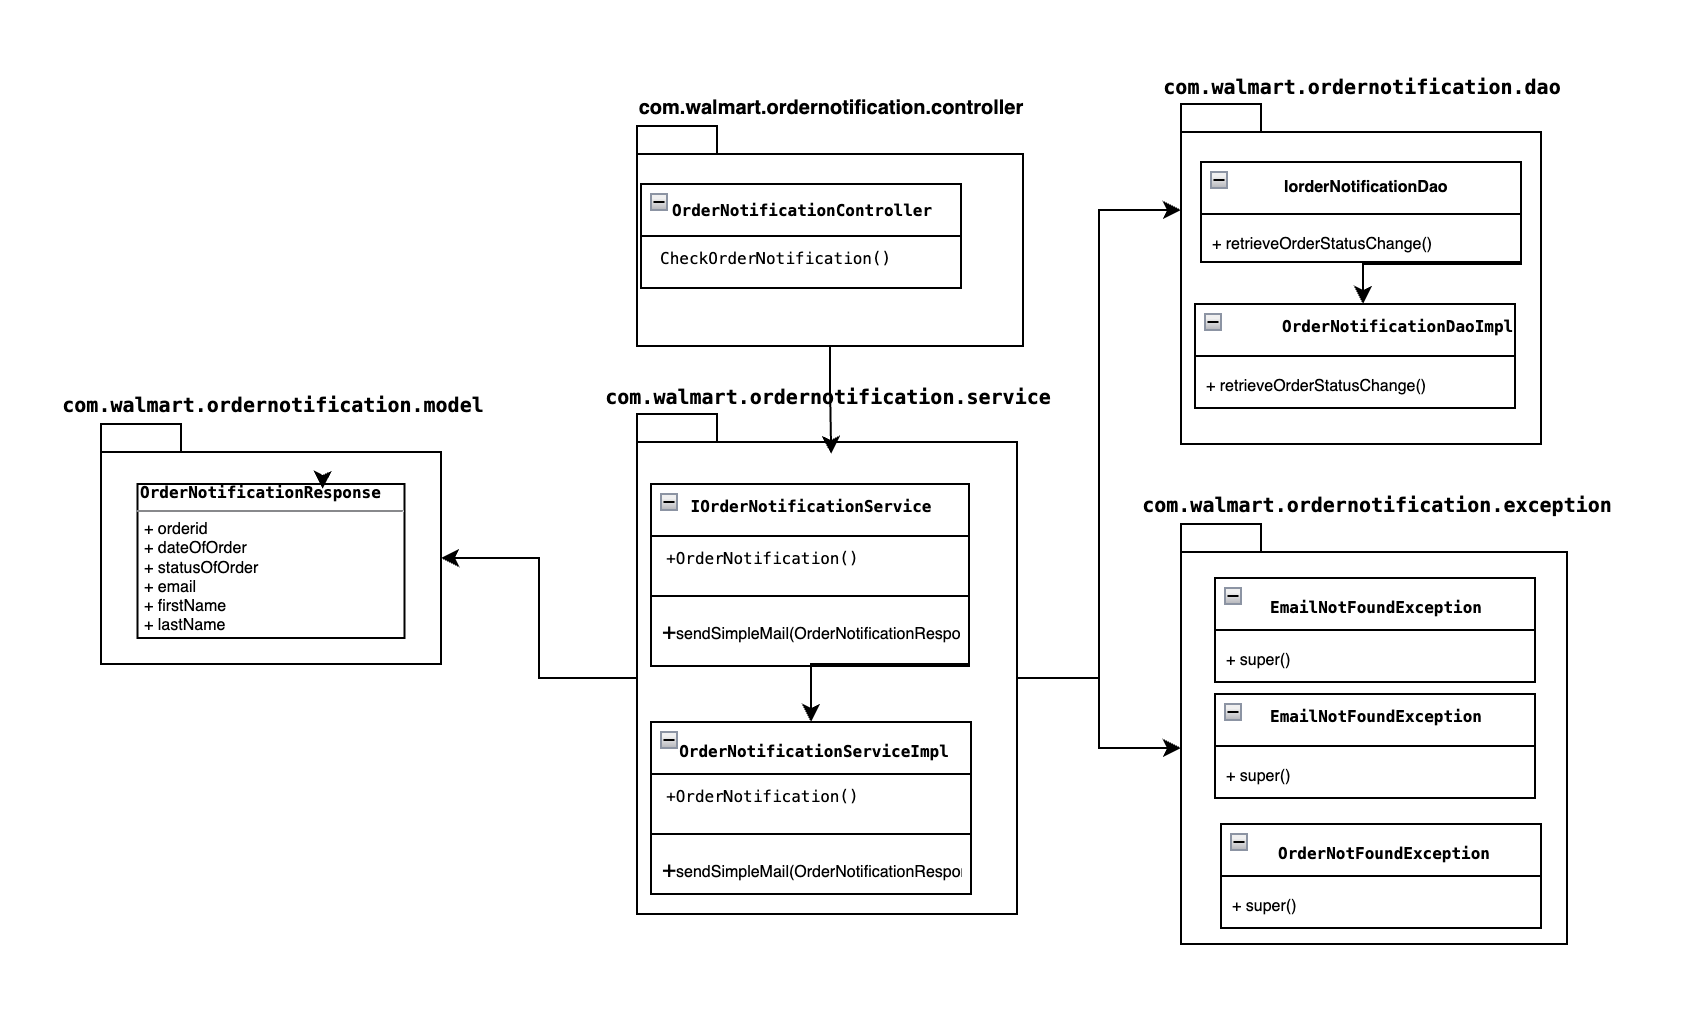 com.walmart.ordernotification.controller
OrderNotificationController
CheckOrderNotification()
com.walmart.ordernotification.dao
IorderNotificationDao
+ retrieveOrderStatusChange()
OrderNotificationDaoImpl
+ retrieveOrderStatusChange()
com.walmart.ordernotification.model
OrderNotificationResponse
+ orderid
+ dateOfOrder
+ statusOfOrder
+ email
+ firstName
+ lastName
com.walmart.ordernotification.service
IOrderNotificationService
+OrderNotification()
+sendSimpleMail(OrderNotificationRespo
OrderNotificationServiceImpl
+OrderNotification()
+sendSimpleMail(OrderNotificationRespo
com.walmart.ordernotification.exception
EmailNotFoundException
+ super()
EmailNotFoundException
+ super()
OrderNotFoundException
+ super()